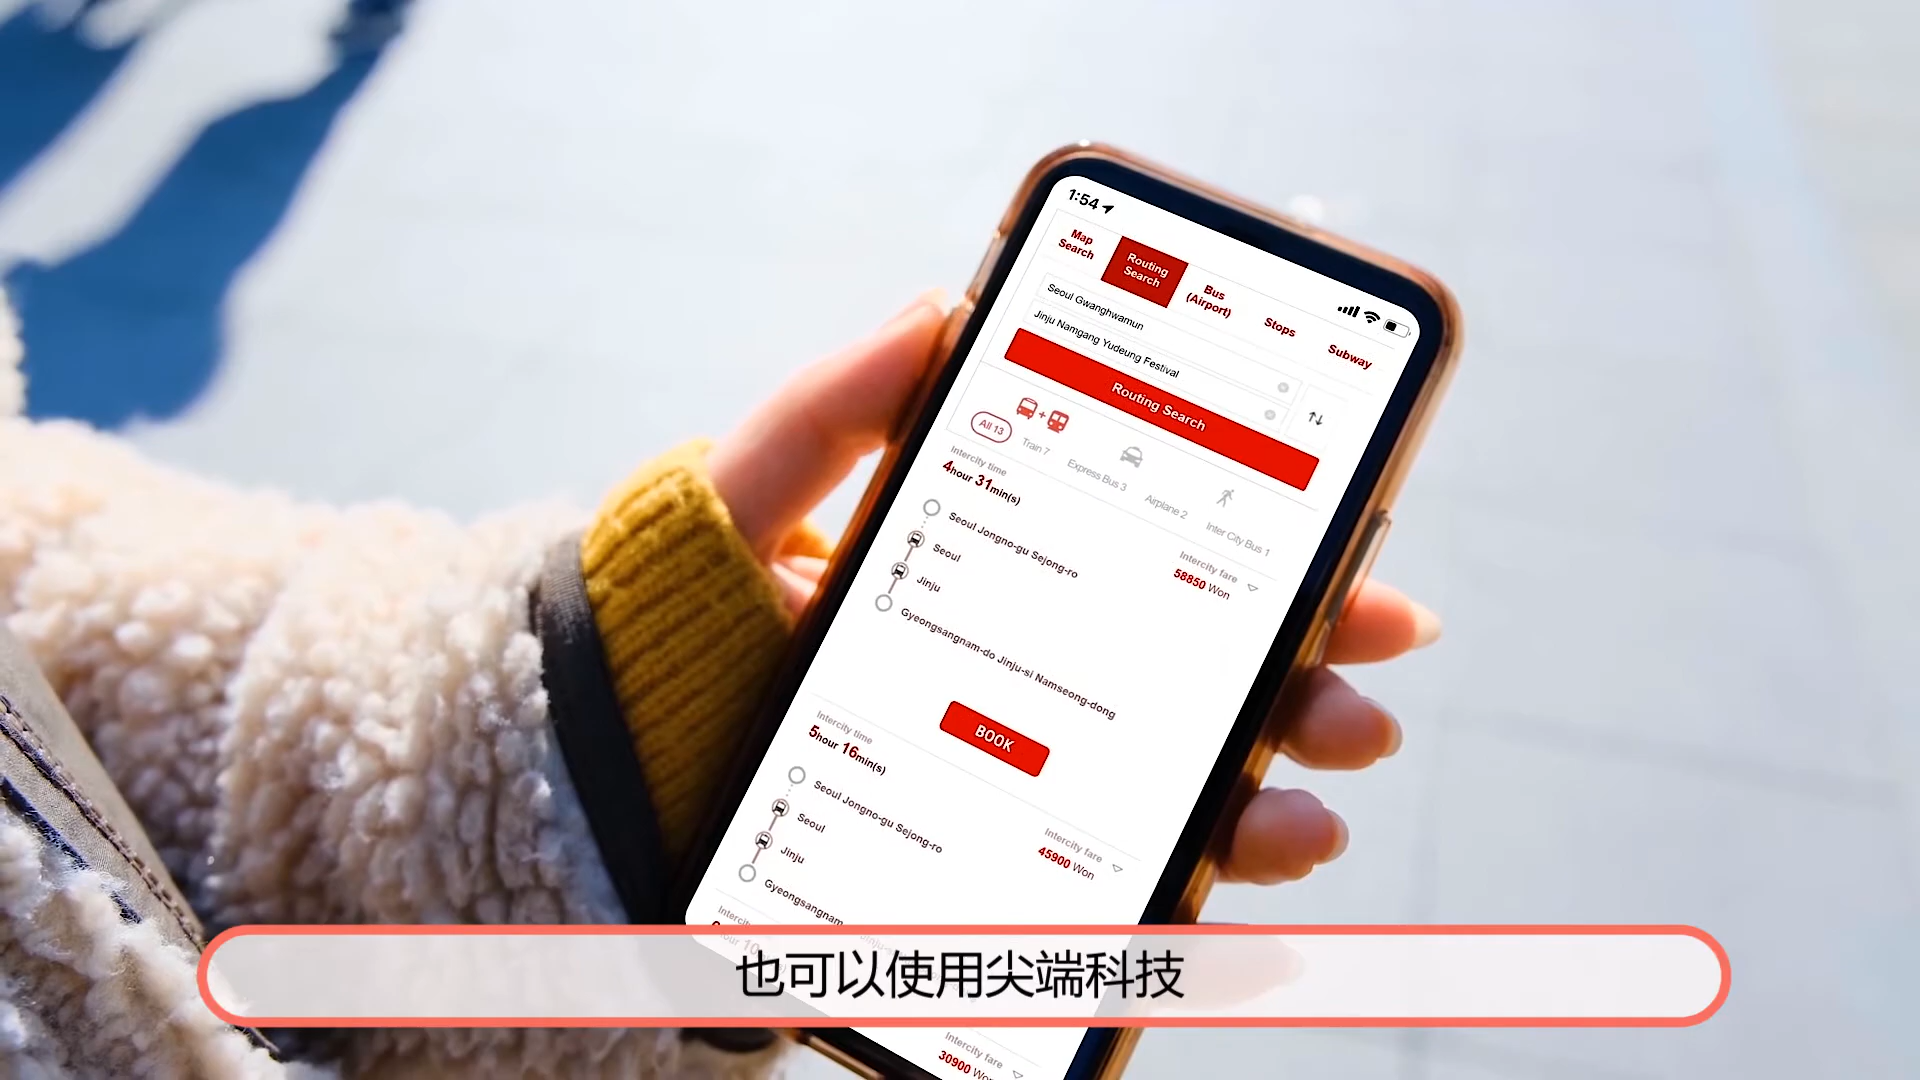 1:54
Map
Search
Routing
Search
Bus
(Airport)
Stops
Subway
Seoul Gwanghwamun
Jinju Namgang Yudeung Festival
Routing Search
All 13
Train 7
Express Bus 3
Airplane 2
Inter City Bus 1
Intercity time
4hour 31min(s)
Intercity fare
58850 Won
Seoul Jongno-gu Sejong-ro
Seoul
Jinju
Gyeongsangnam-do Jinju-si Namseong-dong
BOOK
Intercity time
5hour 16min(s)
Intercity fare
45900 Won
Seoul Jongno-gu Sejong-ro
Seoul
Jinju
Gyeongsangnam
也可以使用尖端科技
Intercity fare
30900